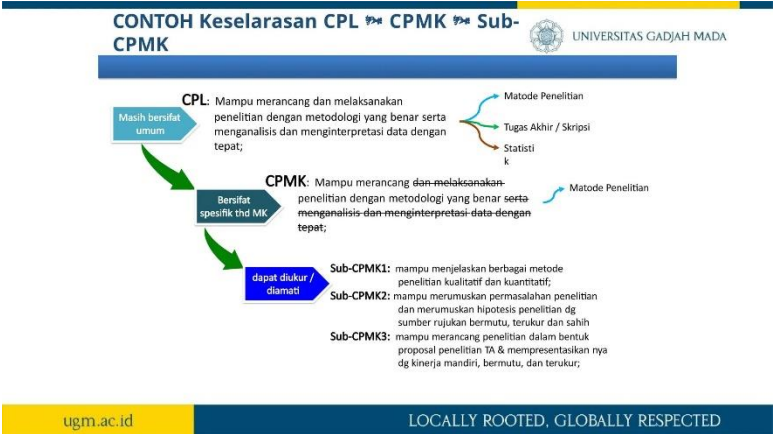 CONTOH Keselarasan CPL ➳ CPMK ➳ Sub-
CPMK
UNIVERSITAS GADJAH MADA
Masih bersifat
umum
CPL: Mampu merancang dan melaksanakan
penelitian dengan metodologi yang benar serta
menganalisis dan menginterpretasi data dengan
tepat;
Matode Penelitian
Tugas Akhir / Skripsi
Statisti
k
Bersifat
spesifik thd MK
CPMK: Mampu merancang dan melaksanakan
penelitian dengan metodologi yang benar serta
menganalisis dan menginterpretasi data dengan
tepat;
Matode Penelitian
dapat diukur /
diamati
Sub-CPMK1: mampu menjelaskan berbagai metode
penelitian kualitatif dan kuantitatif;
Sub-CPMK2: mampu merumuskan permasalahan penelitian
dan merumuskan hipotesis penelitian dg
sumber rujukan bermutu, terukur dan sahih
Sub-CPMK3: mampu merancang penelitian dalam bentuk
proposal penelitian TA & mempresentasikan nya
dg kinerja mandiri, bermutu, dan terukur;
ugm.ac.id
LOCALLY ROOTED, GLOBALLY RESPECTED